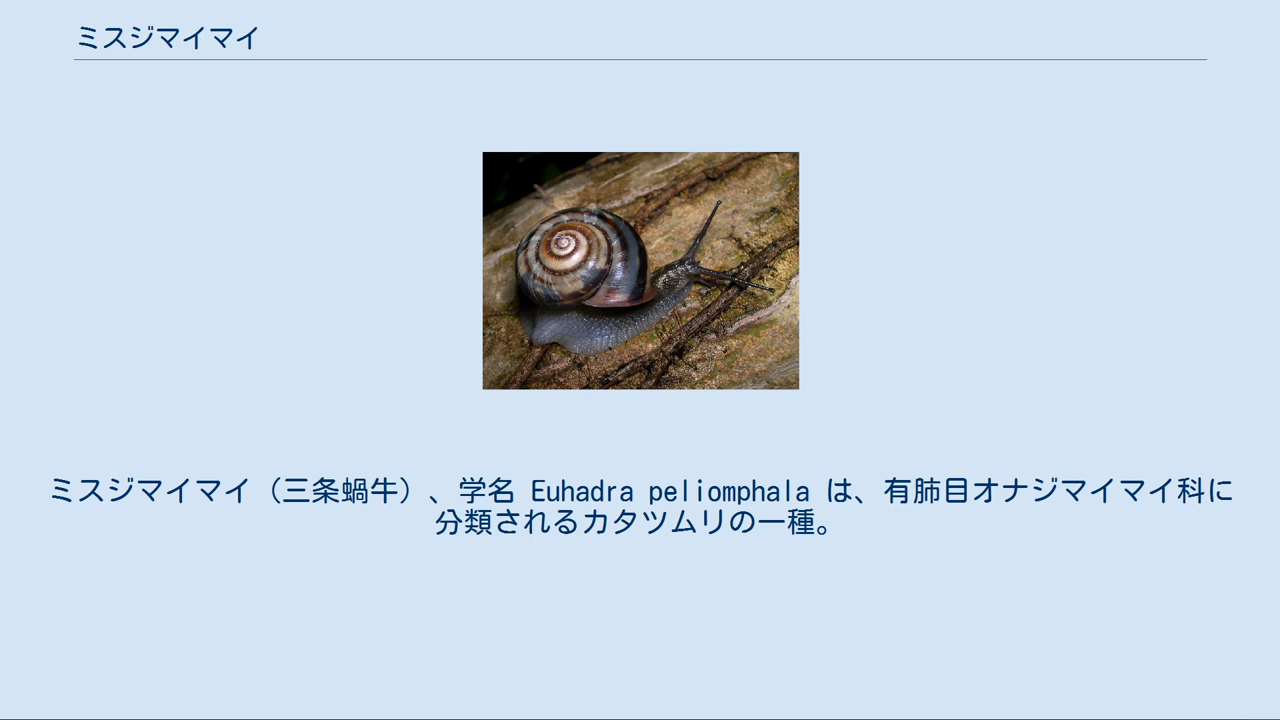 ミスジマイマイ
ミスジマイマイ（三条蝸牛）、学名 Euhadra peliomphala は、有肺目オナジマイマイ科に
分類されるカタツムリの一種。